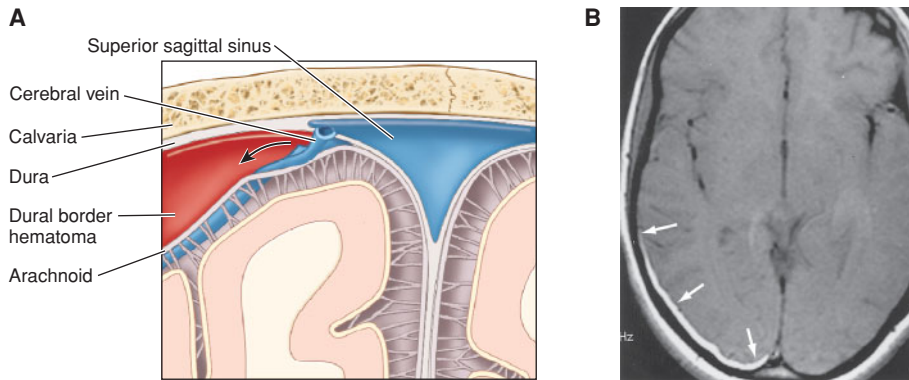 A
Superior sagittal sinus
Cerebral vein
Calvaria
Dura
Dural border
hematoma
Arachnoid
B
Hz